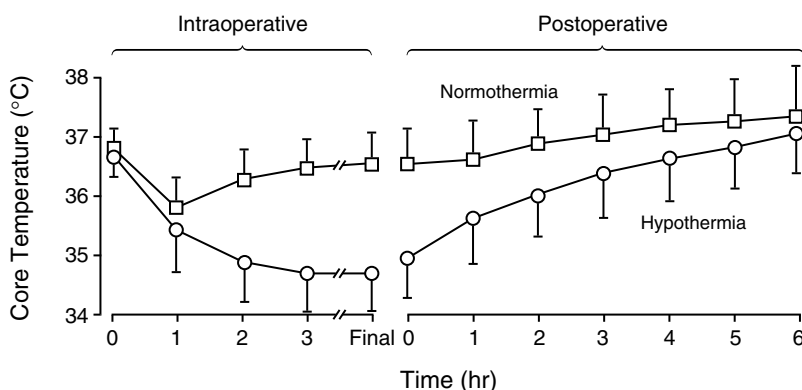 Intraoperative
Postoperative
38
37
36
35
34
Core Temperature (°C)
Normothermia
Hypothermia
0 1 2 3 Final 0 1 2 3 4 5 6
Time (hr)